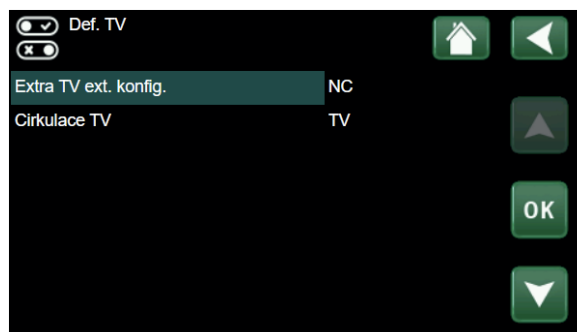 Def. TV
Extra TV ext. konfig. NC
Cirkulace TV TV
OK